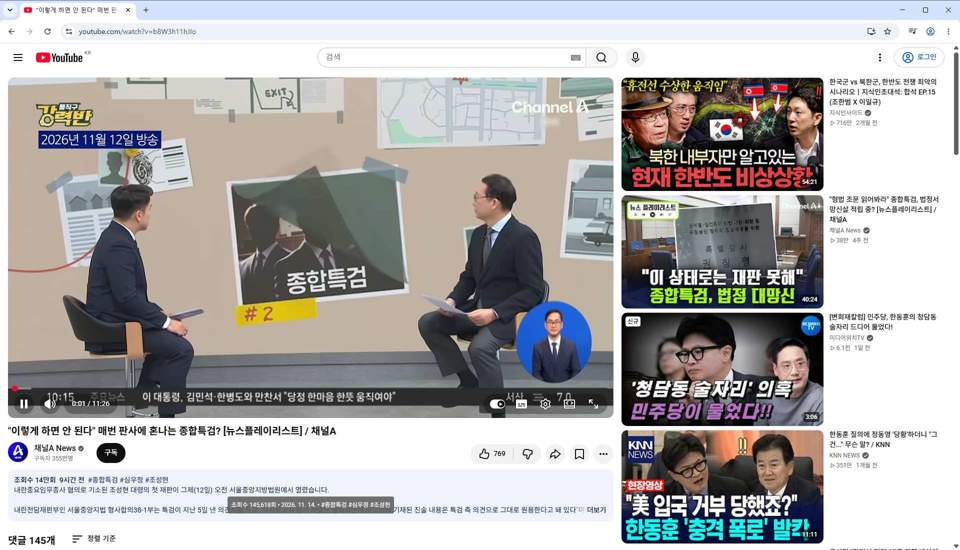 "이렇게 하면 안 된다" 매번 판
youtube.com/watch?v=b8W3h11hJIo
YouTube KR
검색
로그인
EXIT
움직구
강력반
2026년 11월 12일 방송
Channel A
종합특검
#2
10:15
이 대통령, 김민석·한병도와 만찬서 "당정 한마음 한뜻 움직여야"
서산
7.0
0:01 / 11:26
"이렇게 하면 안 된다" 매번 판사에 혼나는 종합특검? [뉴스플레이리스트] / 채널A
채널A News
구독자 355만명
구독
769
조회수 14만회 9시간 전 #종합특검 #심우정 #조성현
내란중요임무종사 혐의로 기소된 조성현 대령의 첫 재판이 그제(12일) 오전 서울중앙지방법원에서 열렸습니다.
조회수 145,618회 • 2026. 11. 14. • #종합특검 #심우정 #조성현
내란전담재판부인 서울중앙지법 형사합의38-1부는 특검이 지난 5일 낸 의견
기재된 진술 내용은 특검 측 의견으로 그대로 원용한다고 돼 있다"
더보기
댓글 145개
정렬 기준
"휴전선 수상한 움직임"
!!
북한 내부자만 알고있는
현재 한반도 비상상황
54:21
한국군 vs 북한군, 한반도 전쟁 최악의
시나리오 | 지식인초대석: 합석 EP.15
(조한범 X 이일규)
지식인사이드
716만 2개월 전
뉴스 플레이리스트
Channel A
특별검사
"이 상태로는 재판 못해"
종합특검, 법정 대망신
40:24
"형법 조문 읽어봐라" 종합특검, 법정서
망신살 적립 중? [뉴스플레이리스트] /
채널A
채널A News
38만 4주 전
신규
'청담동 술자리' 의혹
민주당이 물었다!!
3:06
[변희재칼럼] 민주당, 한동훈의 청담동
술자리 드디어 물었다!
미디어워치TV
6.1천 1일 전
KNN
NEWS
현장영상
"美 입국 거부 당했죠?"
한동훈 '충격 폭로' 발칵
11:11
한동훈 질의에 정동영 '당황'하더니 "그
건..." 무슨 말? / KNN
KNN NEWS
351만 1개월 전